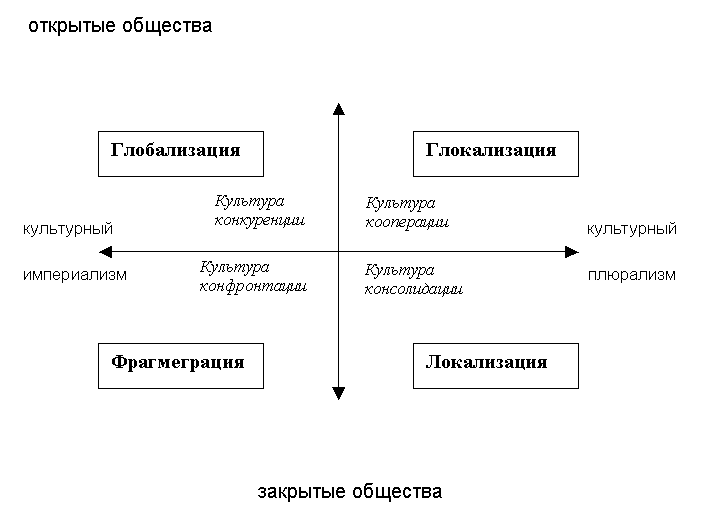 открытые общества
Глобализация
Глокализация
Культура
конкуренции
Культура
кооперации
культурный
империализм
культурный
плюрализм
Культура
конфронтации
Культура
консолидации
Фрагмеграция
Локализация
закрытые общества